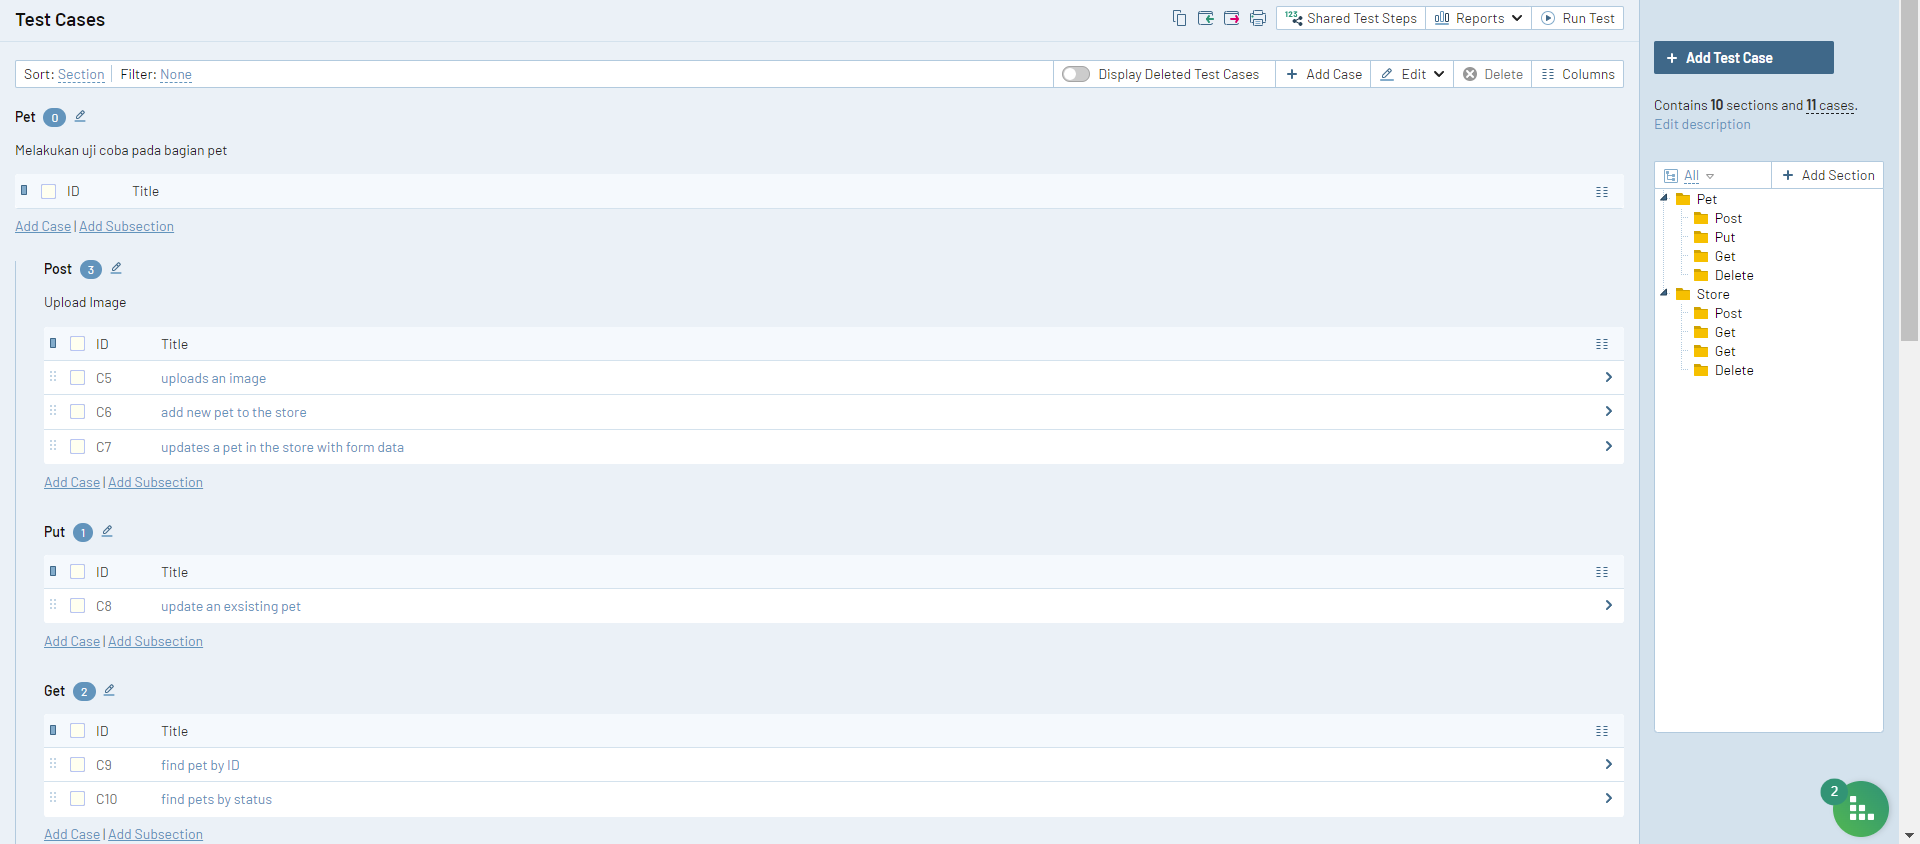 Test Cases
123 Shared Test Steps Reports Run Test
Sort: Section Filter: None
Display Deleted Test Cases Add Case Edit Delete Columns
Pet 0
Melakukan uji coba pada bagian pet
ID Title
Add Case | Add Subsection
Post 3
Upload Image
ID Title
C5 uploads an image
C6 add new pet to the store
C7 updates a pet in the store with form data
Add Case | Add Subsection
Put 1
ID Title
C8 update an exsisting pet
Add Case | Add Subsection
Get 2
ID Title
C9 find pet by ID
C10 find pets by status
Add Case | Add Subsection
+ Add Test Case
Contains 10 sections and 11 cases.
Edit description
All + Add Section
Pet
Post
Put
Get
Delete
Store
Post
Get
Get
Delete
2